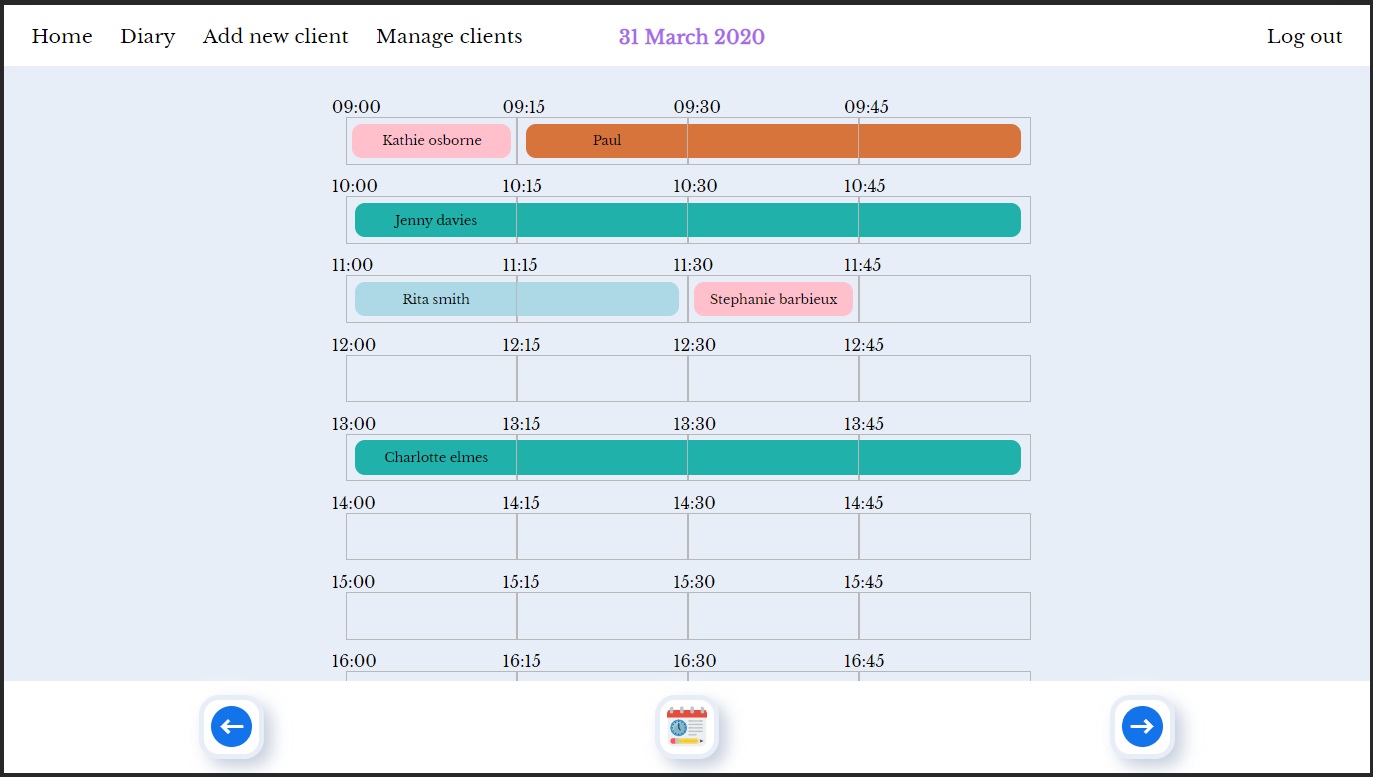 Home Diary Add new client Manage clients 31 March 2020 Log out
09:00 09:15 09:30 09:45
Kathie osborne Paul
10:00 10:15 10:30 10:45
Jenny davies
11:00 11:15 11:30 11:45
Rita smith Stephanie barbieux
12:00 12:15 12:30 12:45
13:00 13:15 13:30 13:45
Charlotte elmes
14:00 14:15 14:30 14:45
15:00 15:15 15:30 15:45
16:00 16:15 16:30 16:45